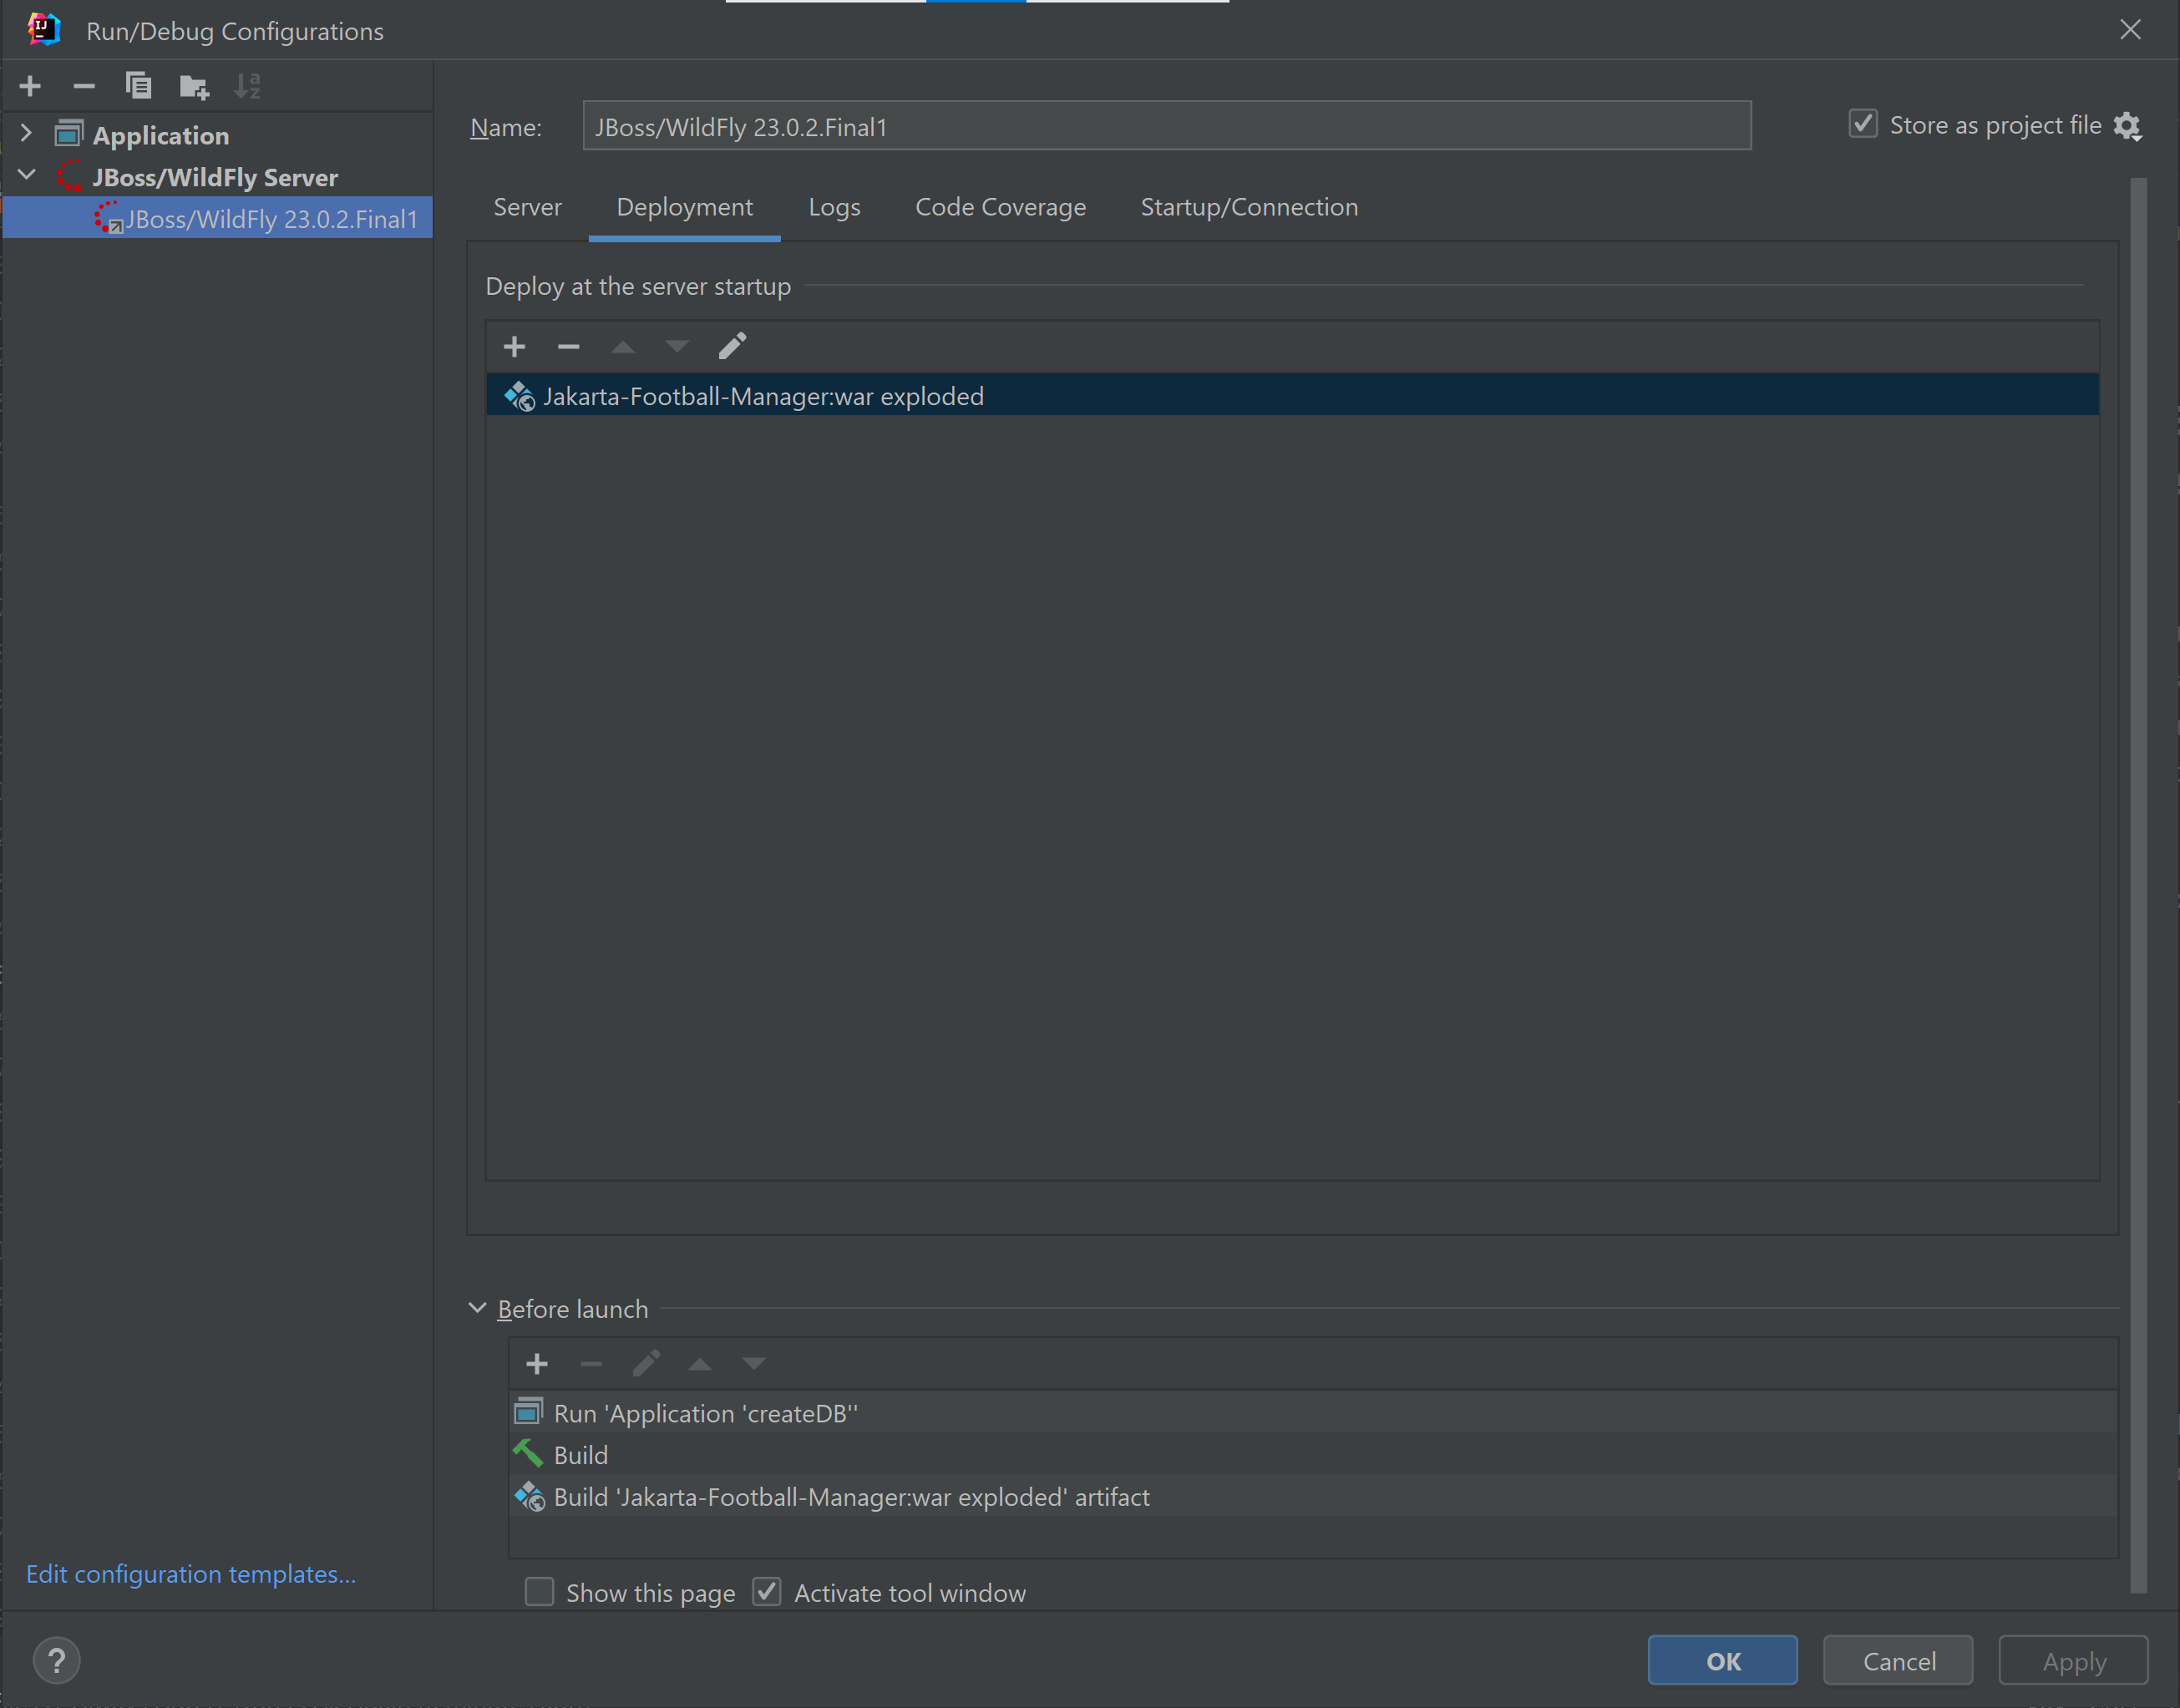 Run/Debug Configurations
Application
JBoss/WildFly Server
JBoss/WildFly 23.0.2.Final1
Edit configuration templates...
Name: JBoss/WildFly 23.0.2.Final1 Store as project file
Server Deployment Logs Code Coverage Startup/Connection
Deploy at the server startup
Jakarta-Football-Manager:war exploded
Before launch
Run 'Application 'createDB''
Build
Build 'Jakarta-Football-Manager:war exploded' artifact
Show this page Activate tool window
? OK Cancel Apply